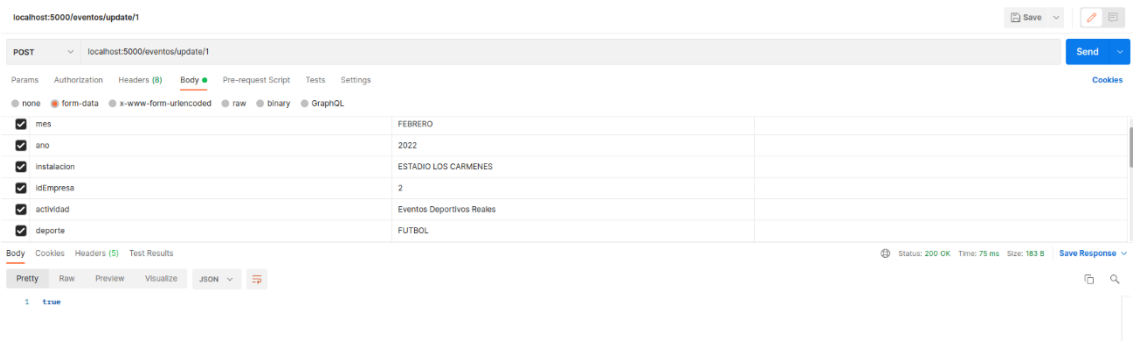 localhost:5000/eventos/update/1 Save
POST localhost:5000/eventos/update/1 Send
Params Authorization Headers (8) Body Pre-request Script Tests Settings Cookies
none form-data x-www-form-urlencoded raw binary GraphQL
mes FEBRERO
ano 2022
instalacion ESTADIO LOS CARMENES
idEmpresa 2
actividad Eventos Deportivos Reales
deporte FUTBOL
Body Cookies Headers (5) Test Results Status: 200 OK Time: 75 ms Size: 183 B Save Response
Pretty Raw Preview Visualize JSON
1 true